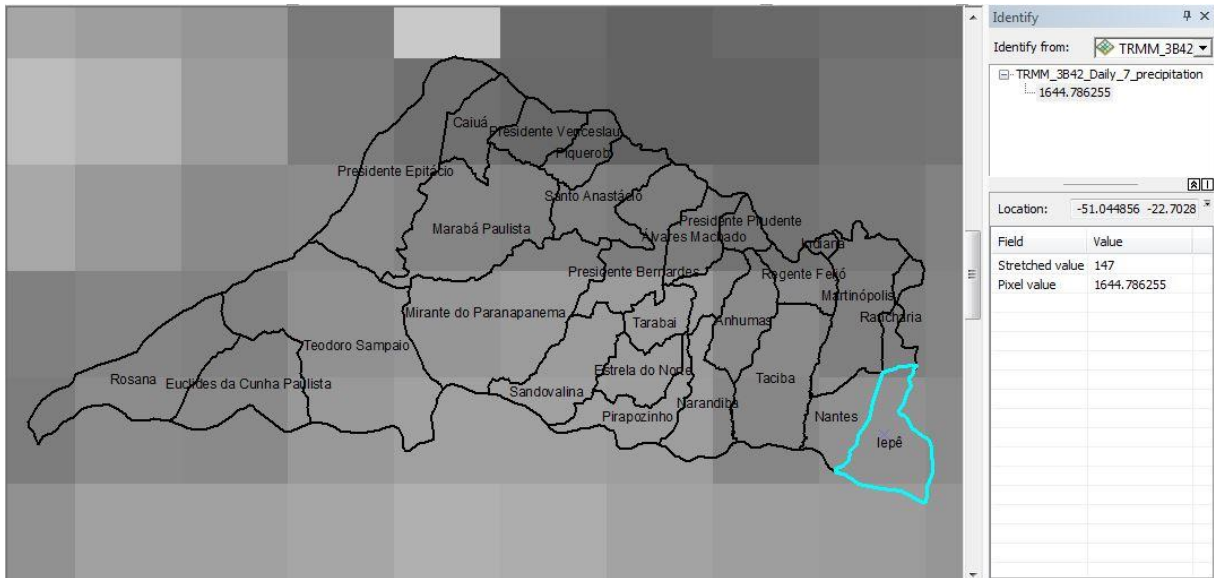 Caiuá
Presidente Venceslau
Piquerobi
Presidente Epitácio
Santo Anastácio
Marabá Paulista
Presidente Prudente
Álvares Machado
Indiana
Presidente Bernardes
Regente Feijó
Martinópolis
Mirante do Paranapanema
Tarabai
Anhumas
Rancharia
Teodoro Sampaio
Rosana
Euclides da Cunha Paulista
Estrela do Norte
Sandovalina
Taciba
Pirapozinho
Narandiba
Nantes
Iepê
Identify
Identify from: TRMM_3B42
TRMM_3B42_Daily_7_precipitation
1644.786255
Location: -51.044856 -22.7028
Field Value
Stretched value 147
Pixel value 1644.786255